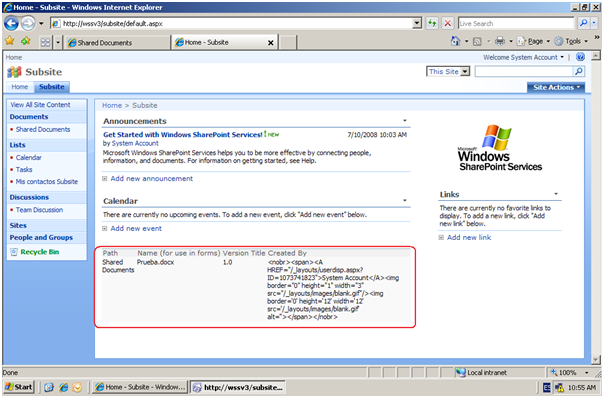 Home - Subsite - Windows Internet Explorer
http://wssv3/subsite/default.aspx
Live Search
Shared Documents
Home - Subsite
Page
Tools
Home
Welcome System Account
Subsite
This Site
Home
Subsite
Site Actions
View All Site Content
Documents
Shared Documents
Lists
Calendar
Tasks
Mis contactos Subsite
Discussions
Team Discussion
Sites
People and Groups
Recycle Bin
Home > Subsite
Announcements
Get Started with Windows SharePoint Services! NEW 7/10/2008 10:03 AM
by System Account
Microsoft Windows SharePoint Services helps you to be more effective by connecting people,
information, and documents. For information on getting started, see Help.
Add new announcement
Calendar
There are currently no upcoming events. To add a new event, click "Add new event" below.
Add new event
Path Name (for use in forms) Version Title Created By
Shared Prueba.docx 1.0 <nobr><span><A
Documents HREF="/_layouts/userdisp.aspx?
ID=1073741823">System Account</A><img
border="0" height="1" width="3"
src="/_layouts/images/blank.gif"/><img
border='0' height='12' width='12'
src='/_layouts/images/blank.gif'
alt=''></span></nobr>
Microsoft
Windows
SharePoint Services
Links
There are currently no favorite links to
display. To add a new link, click "Add
new link" below.
Add new link
Done
Local intranet
100%
Start
Home - Subsite - Window...
http://wssv3/subsite...
ES
10:55 AM